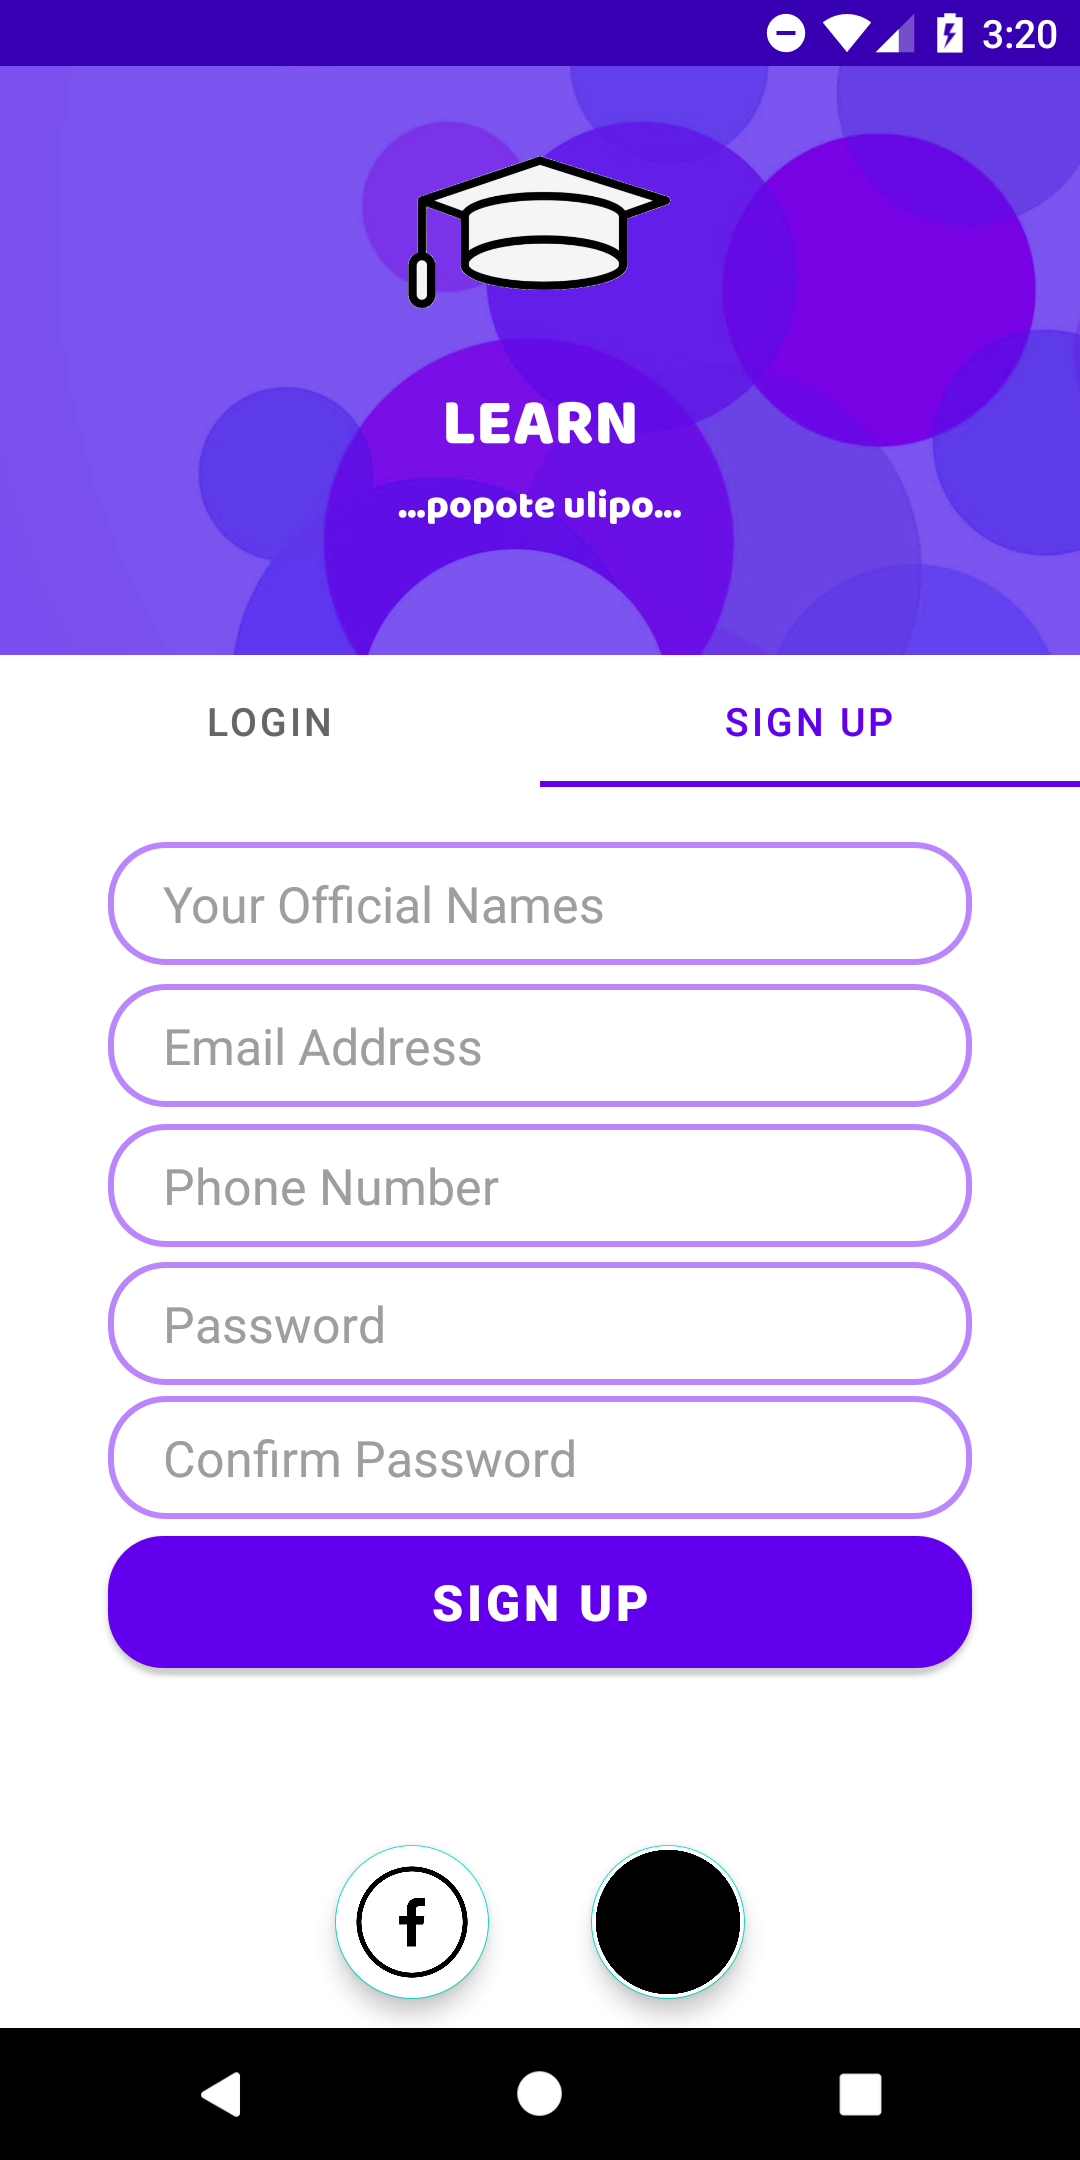 3:20
LEARN
...popote ulipo...
LOGIN
SIGN UP
Your Official Names
Email Address
Phone Number
Password
Confirm Password
SIGN UP
f